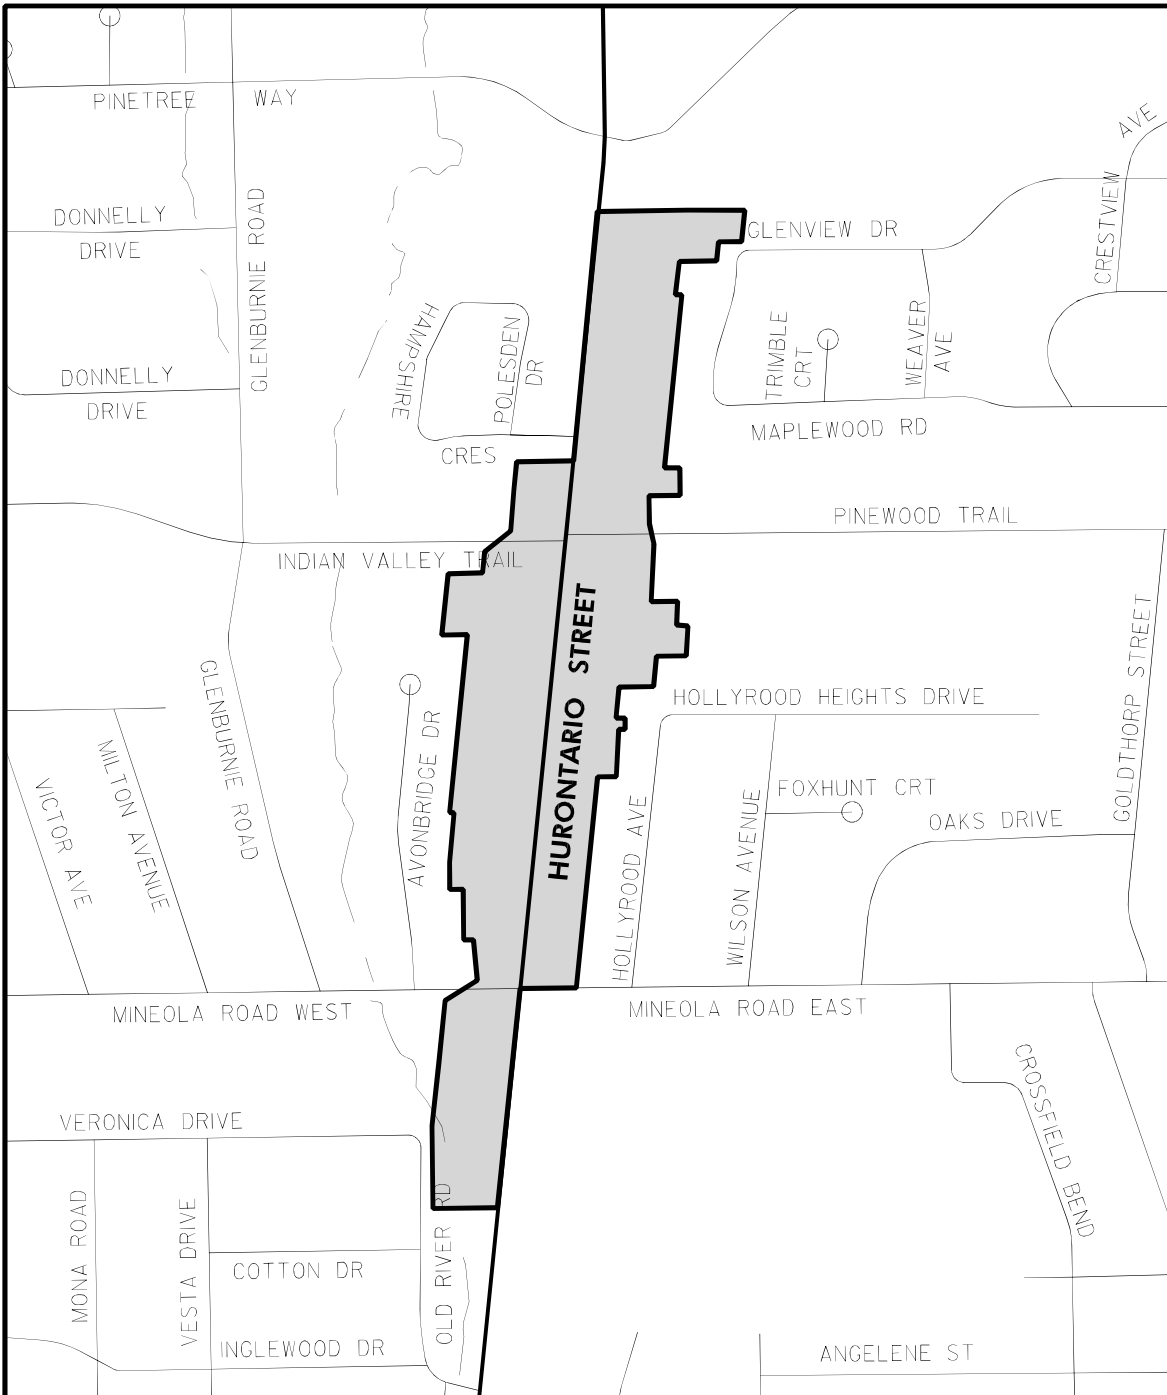 PINETREE WAY
AVE
CRESTVIEW
DONNELLY
DRIVE
GLENBURNIE ROAD
GLENVIEW DR
HAMPSHIRE
POLESDEN
DR
TRIMBLE
CRT
WEAVER
AVE
DONNELLY
DRIVE
CRES
MAPLEWOOD RD
PINEWOOD TRAIL
INDIAN VALLEY TRAIL
HURONTARIO STREET
GOLDTHORP STREET
GLENBURNIE ROAD
HOLLYROOD HEIGHTS DRIVE
AVONBRIDGE DR
MILTON AVENUE
VICTOR AVE
FOXHUNT CRT
OAKS DRIVE
HOLLYROOD AVE
WILSON AVENUE
MINEOLA ROAD WEST
MINEOLA ROAD EAST
CROSSFIELD BEND
VERONICA DRIVE
MONA ROAD
VESTA DRIVE
OLD RIVER RD
COTTON DR
INGLEWOOD DR
ANGELENE ST